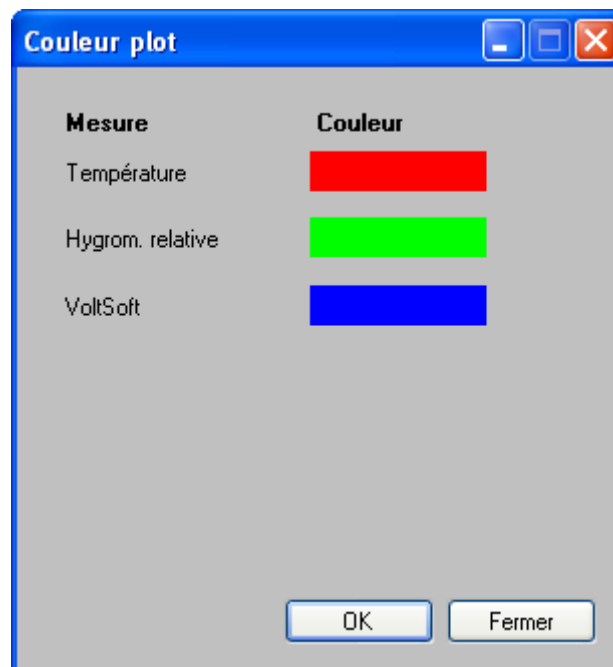 Couleur plot
Mesure Couleur
Température
Hygrom. relative
VoltSoft
OK Fermer